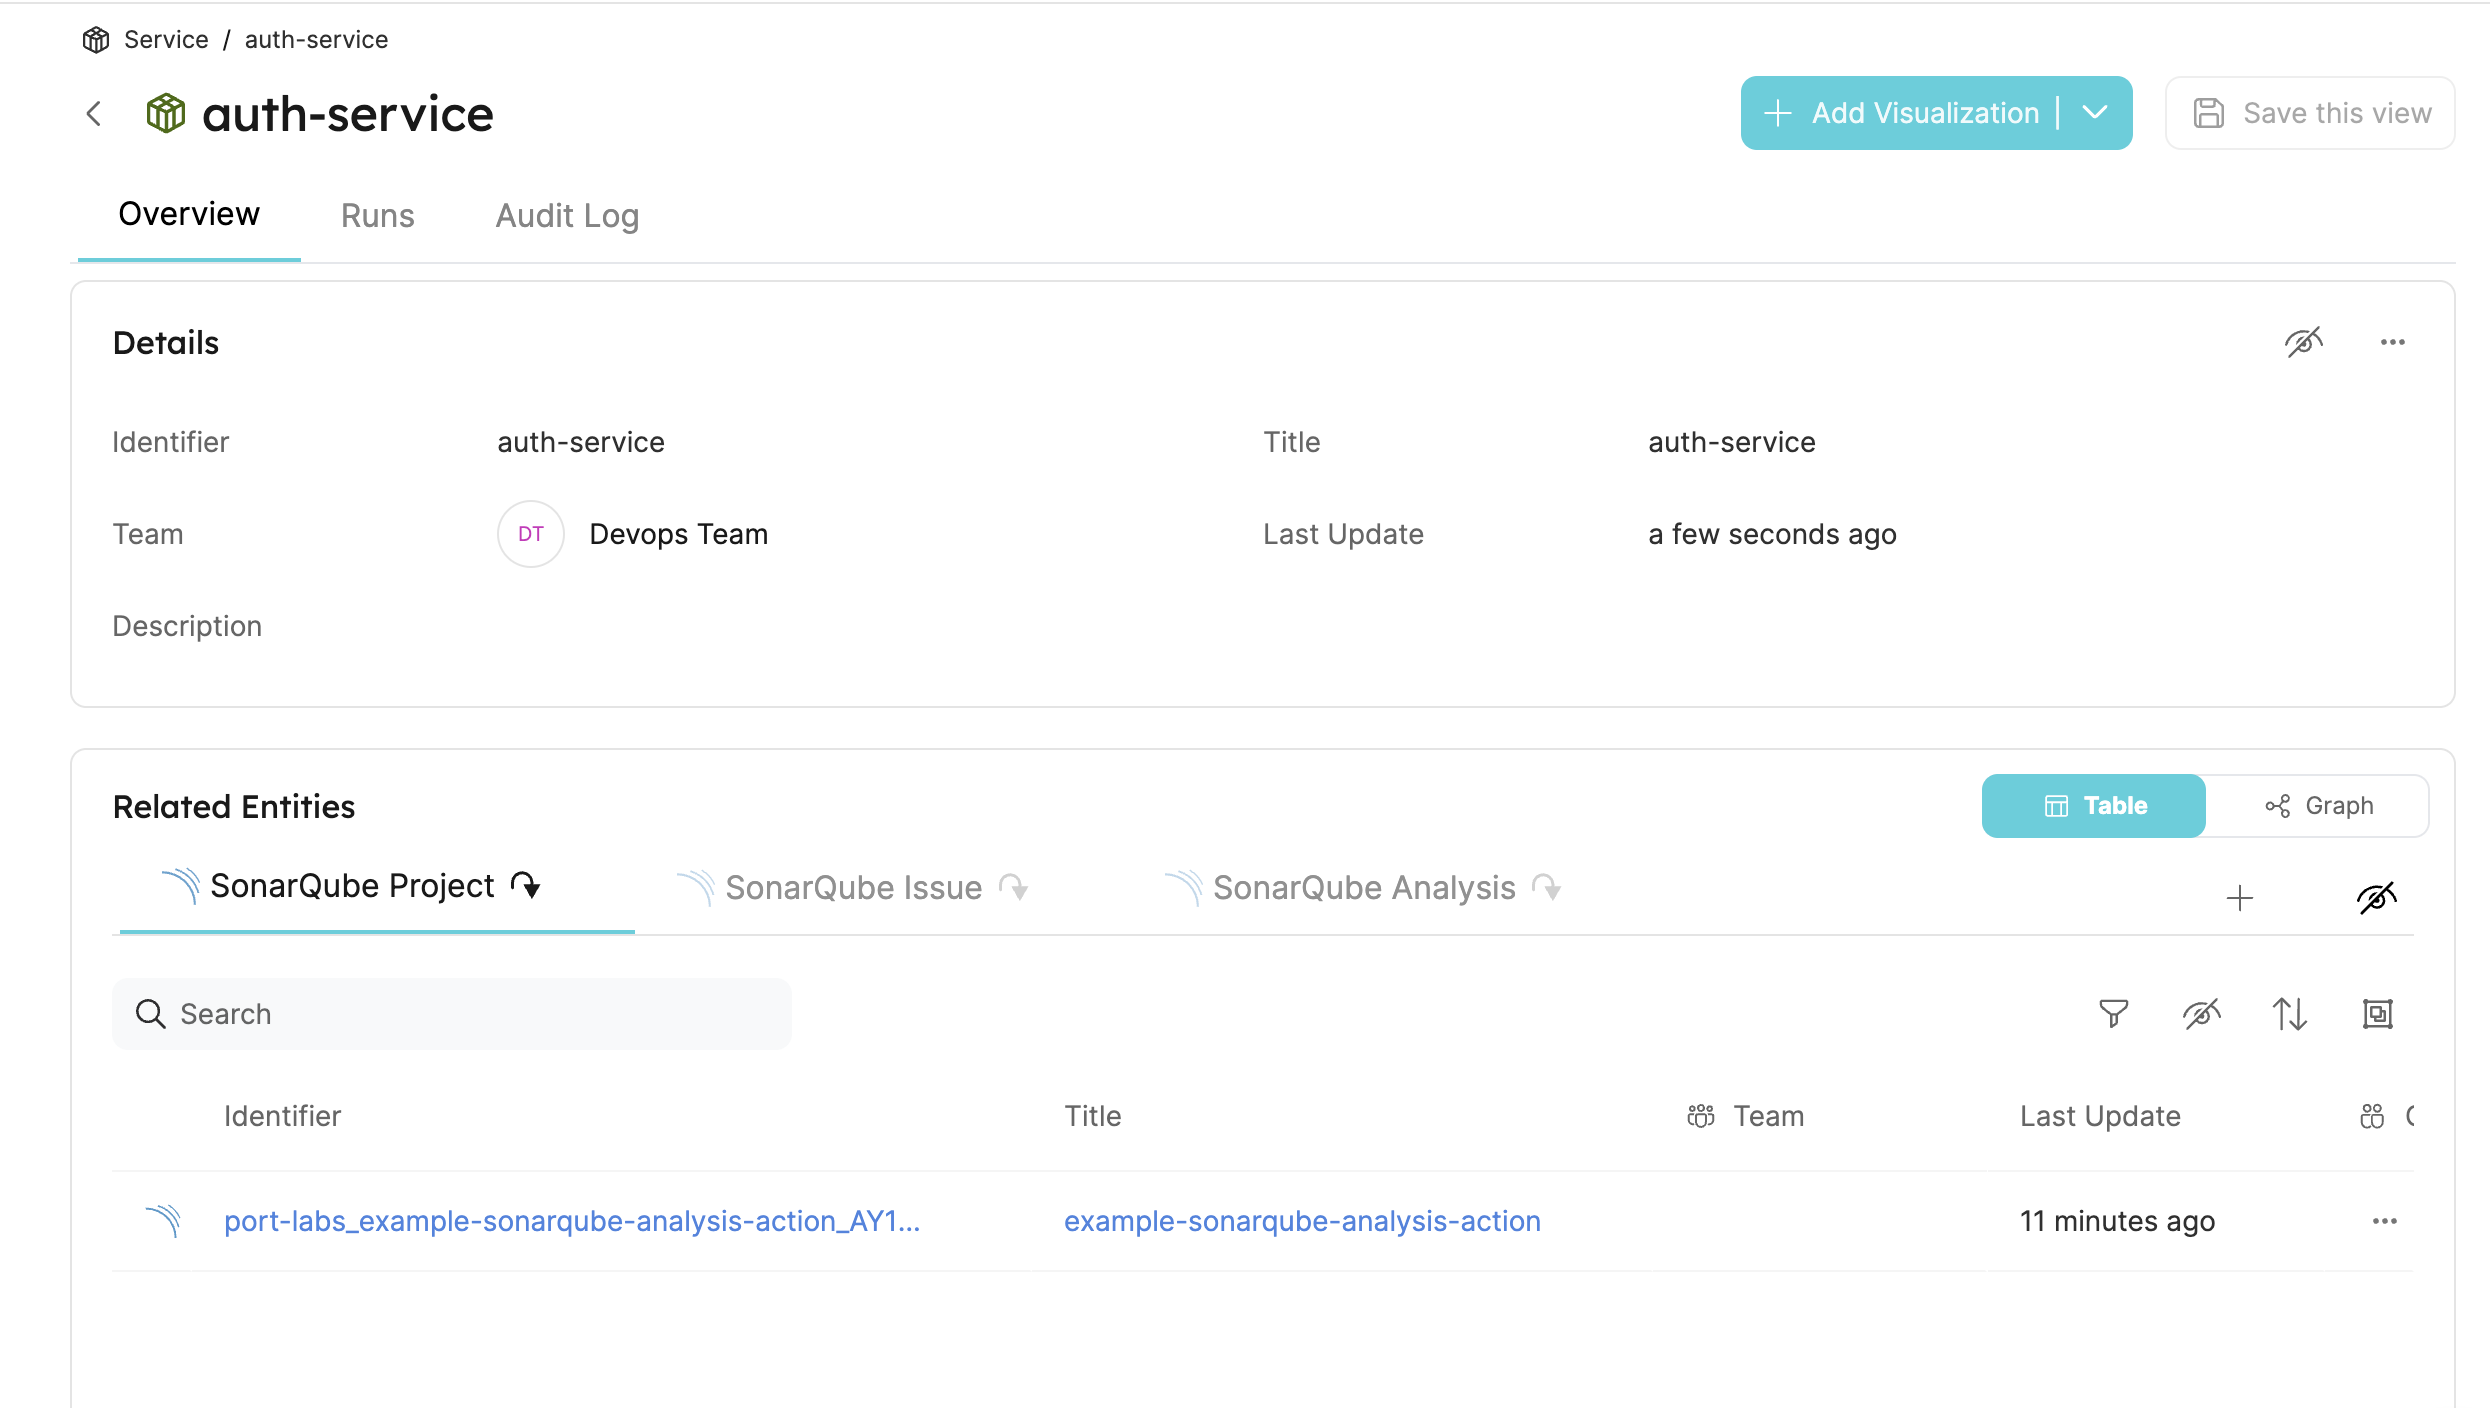 Service / auth-service
auth-service
Add Visualization
Save this view
Overview Runs Audit Log
Details
Identifier auth-service Title auth-service
Team DT Devops Team Last Update a few seconds ago
Description
Related Entities
Table Graph
SonarQube Project SonarQube Issue SonarQube Analysis
Search
Identifier Title Team Last Update
port-labs_example-sonarqube-analysis-action_AY1... example-sonarqube-analysis-action 11 minutes ago